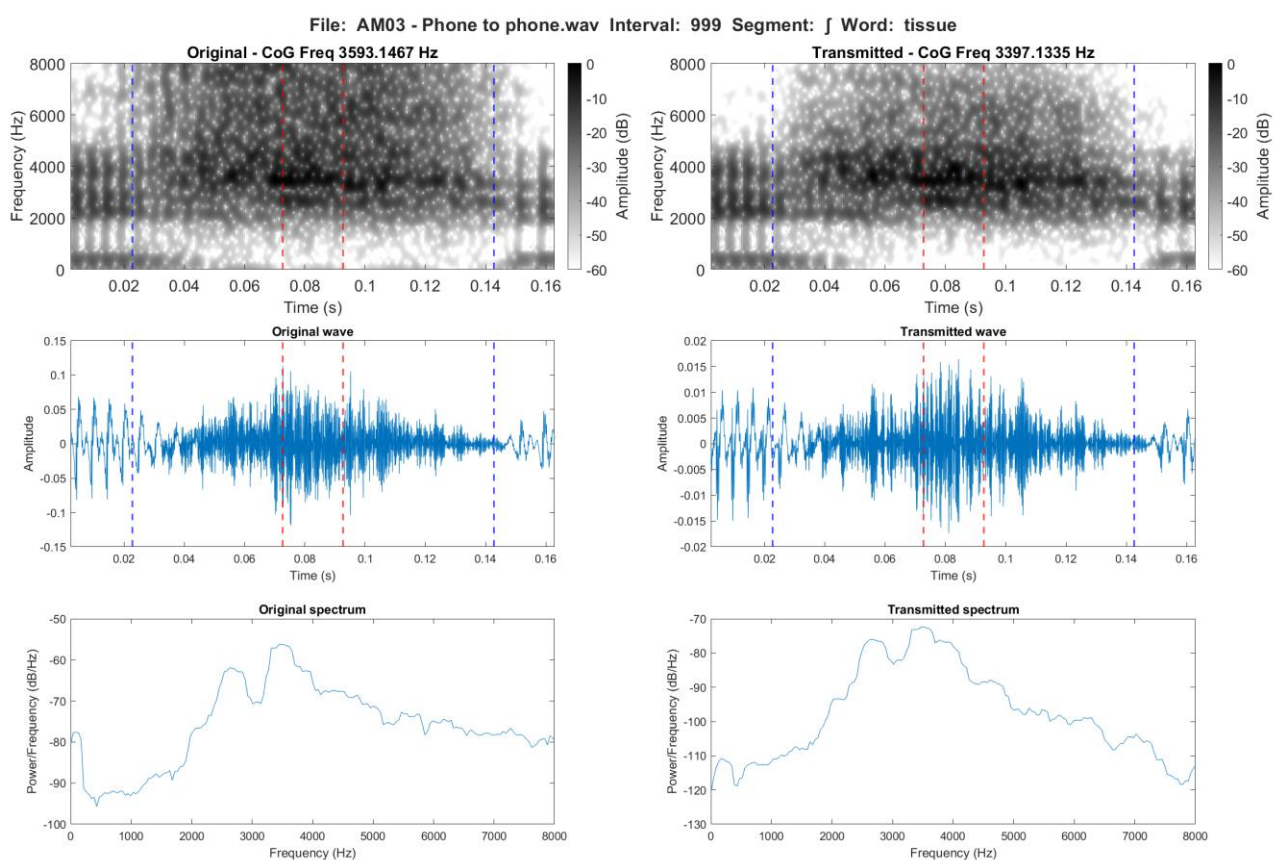 File: AM03 - Phone to phone.wav Interval: 999 Segment: ʃ Word: tissue
Original - CoG Freq 3593.1467 Hz
8000
6000
4000
2000
0
Frequency (Hz)
0.02 0.04 0.06 0.08 0.1 0.12 0.14 0.16
Time (s)
0
-10
-20
-30
-40
-50
-60
Amplitude (dB)
Transmitted - CoG Freq 3397.1335 Hz
8000
6000
4000
2000
0
Frequency (Hz)
0.02 0.04 0.06 0.08 0.1 0.12 0.14 0.16
Time (s)
0
-10
-20
-30
-40
-50
-60
Amplitude (dB)
Original wave
0.15
0.1
0.05
0
-0.05
-0.1
-0.15
Amplitude
0.02 0.04 0.06 0.08 0.1 0.12 0.14 0.16
Time (s)
Transmitted wave
0.02
0.015
0.01
0.005
0
-0.005
-0.01
-0.015
-0.02
Amplitude
0.02 0.04 0.06 0.08 0.1 0.12 0.14 0.16
Time (s)
Original spectrum
-50
-60
-70
-80
-90
-100
Power/Frequency (dB/Hz)
0 1000 2000 3000 4000 5000 6000 7000 8000
Frequency (Hz)
Transmitted spectrum
-70
-80
-90
-100
-110
-120
-130
Power/Frequency (dB/Hz)
0 1000 2000 3000 4000 5000 6000 7000 8000
Frequency (Hz)